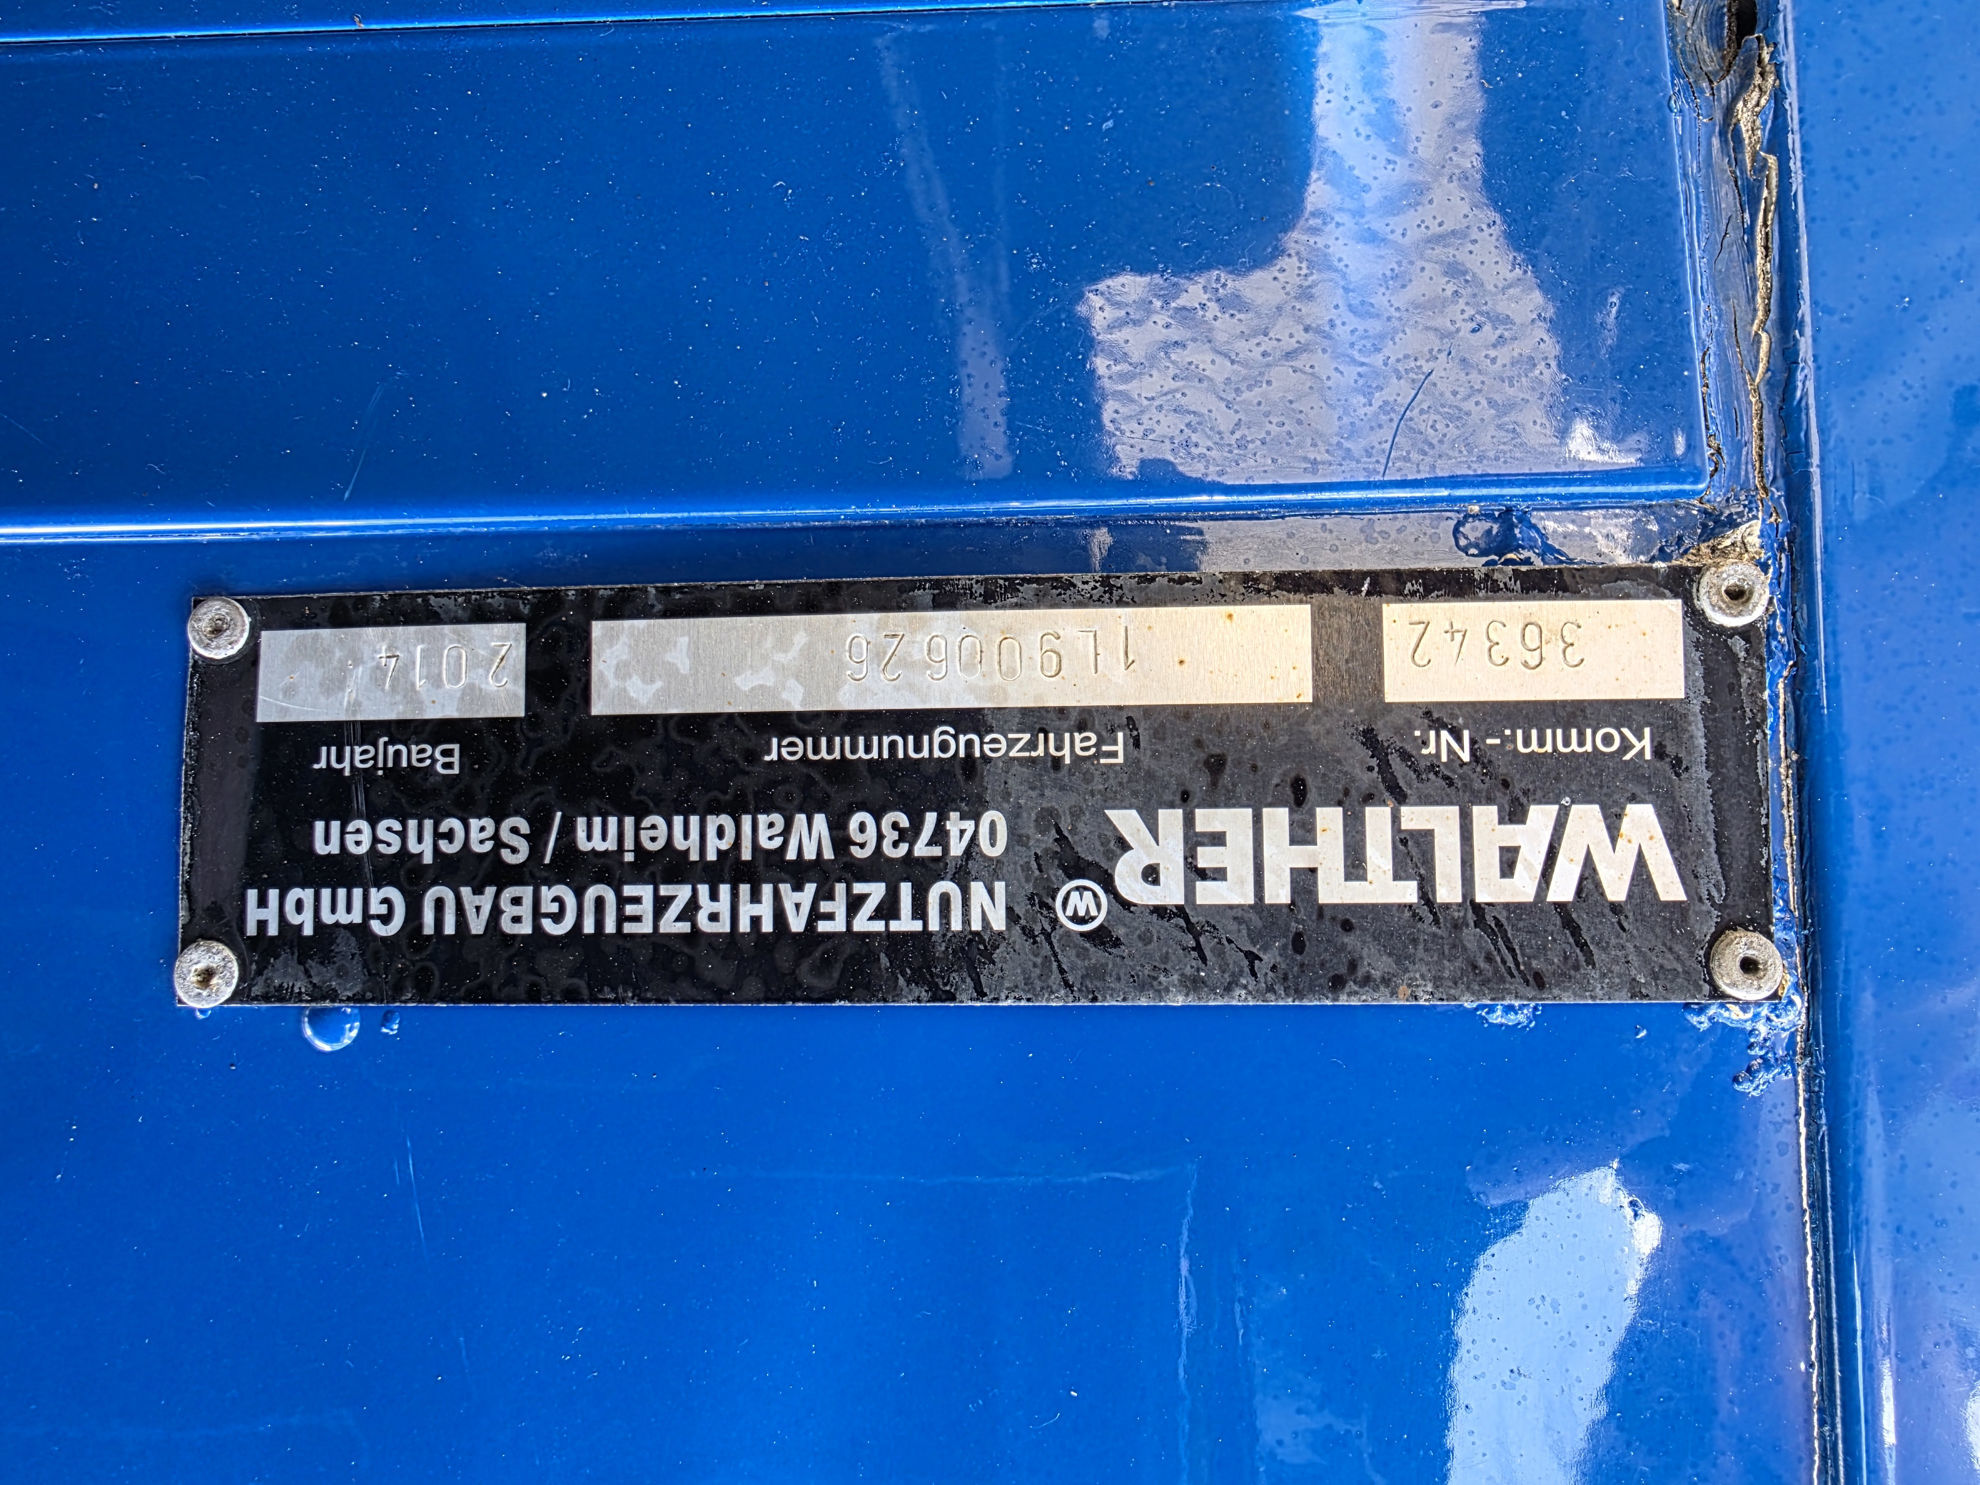 WALTHER Ⓦ NUTZFAHRZEUGBAU GmbH
04736 Waldheim / Sachsen
Komm.- Nr. Fahrzeugnummer Baujahr
36342 1L900626 2014